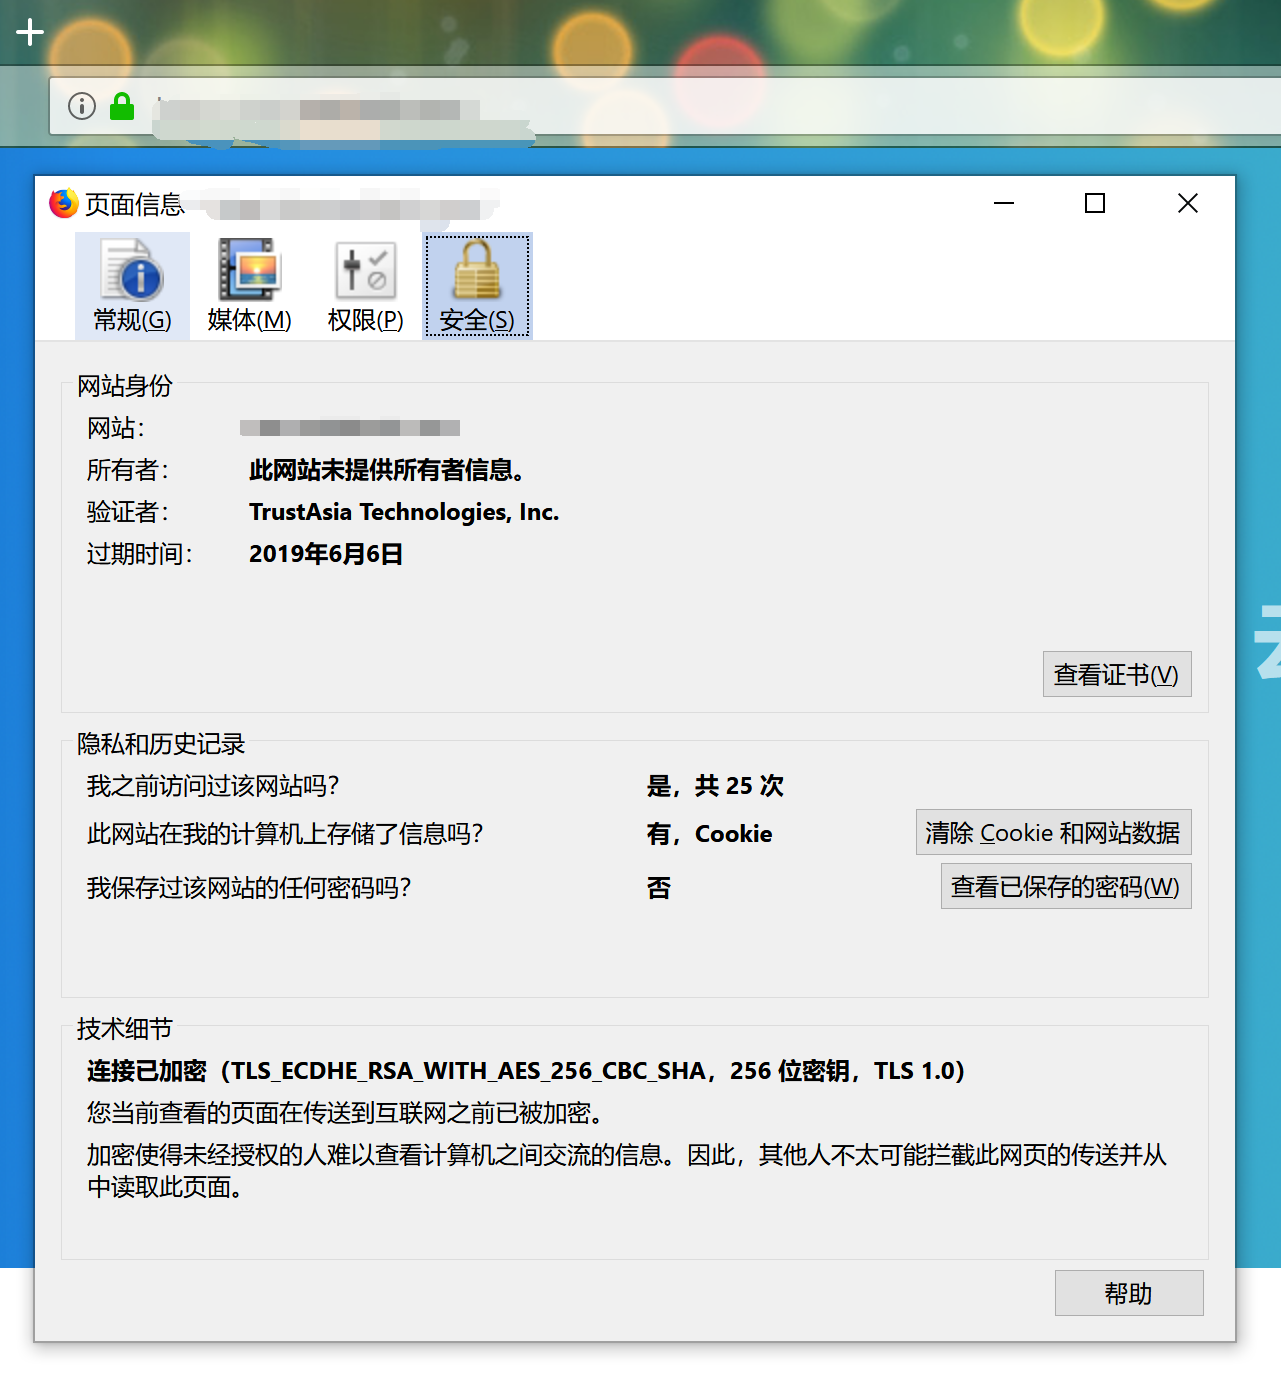 页面信息
常规(G)
媒体(M)
权限(P)
安全(S)
网站身份
网站：
所有者：
此网站未提供所有者信息。
验证者：
TrustAsia Technologies, Inc.
过期时间：
2019年6月6日
查看证书(V)
隐私和历史记录
我之前访问过该网站吗？
是，共 25 次
此网站在我的计算机上存储了信息吗？
有，Cookie
清除 Cookie 和网站数据
我保存过该网站的任何密码吗？
否
查看已保存的密码(W)
技术细节
连接已加密（TLS_ECDHE_RSA_WITH_AES_256_CBC_SHA，256 位密钥，TLS 1.0）
您当前查看的页面在传送到互联网之前已被加密。
加密使得未经授权的人难以查看计算机之间交流的信息。因此，其他人不太可能拦截此网页的传送并从
中读取此页面。
帮助